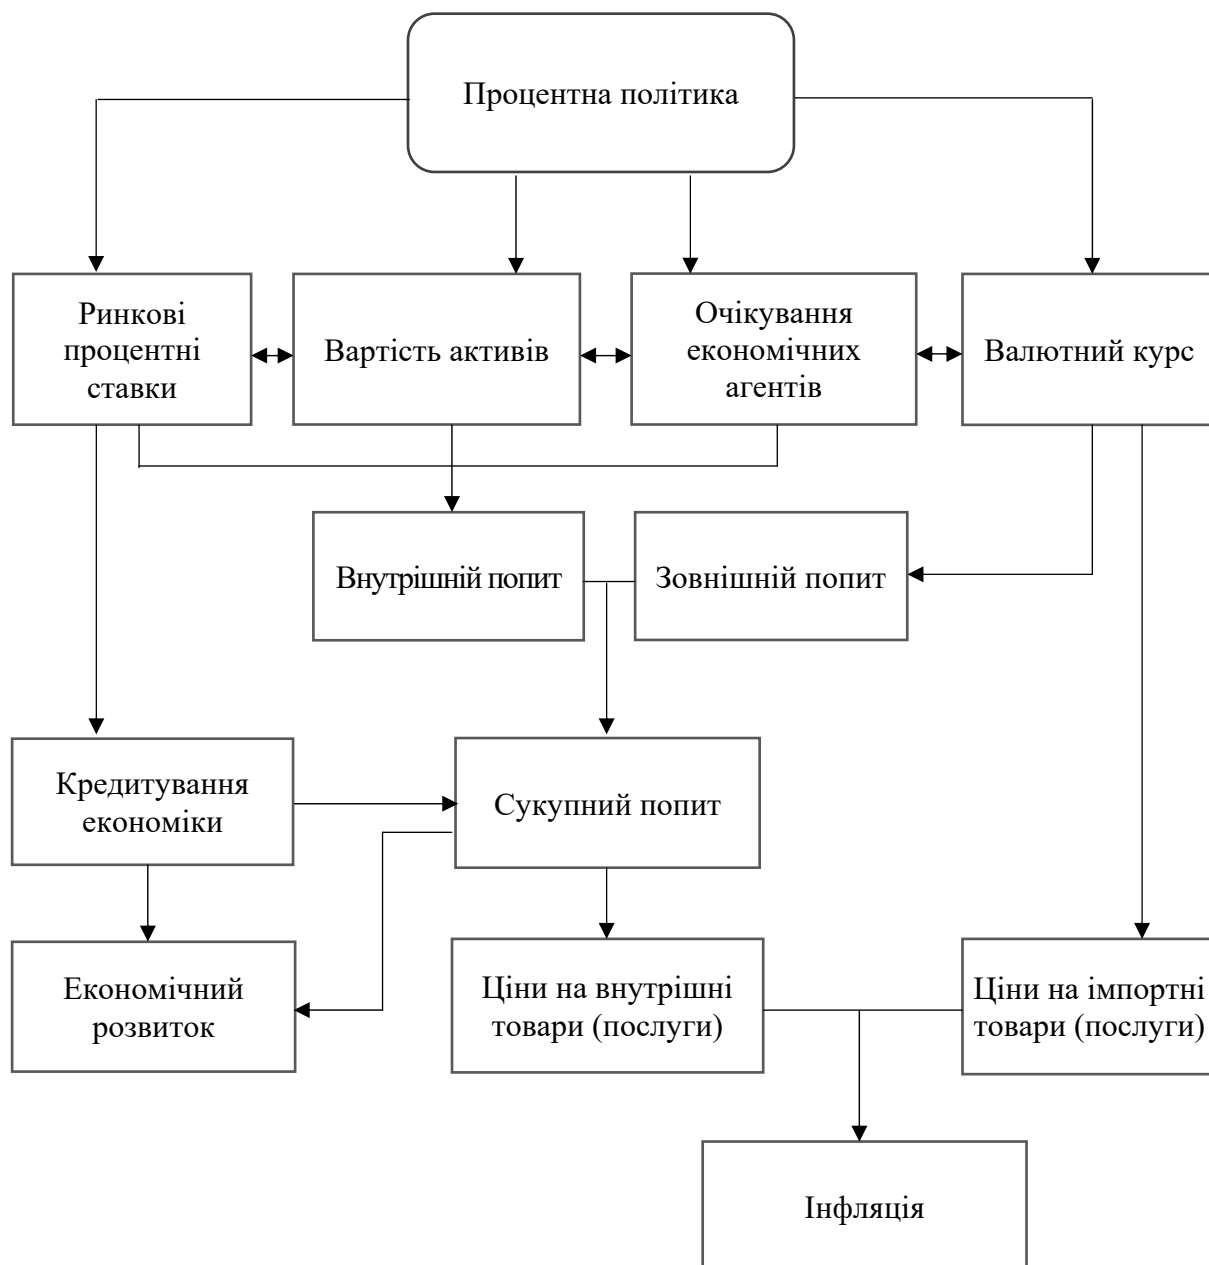 Процентна політика
Ринкові
процентні
ставки
Вартість активів
Очікування
економічних
агентів
Валютний курс
Внутрішній попит
Зовнішній попит
Кредитування
економіки
Сукупний попит
Економічний
розвиток
Ціни на внутрішні
товари (послуги)
Ціни на імпортні
товари (послуги)
Інфляція